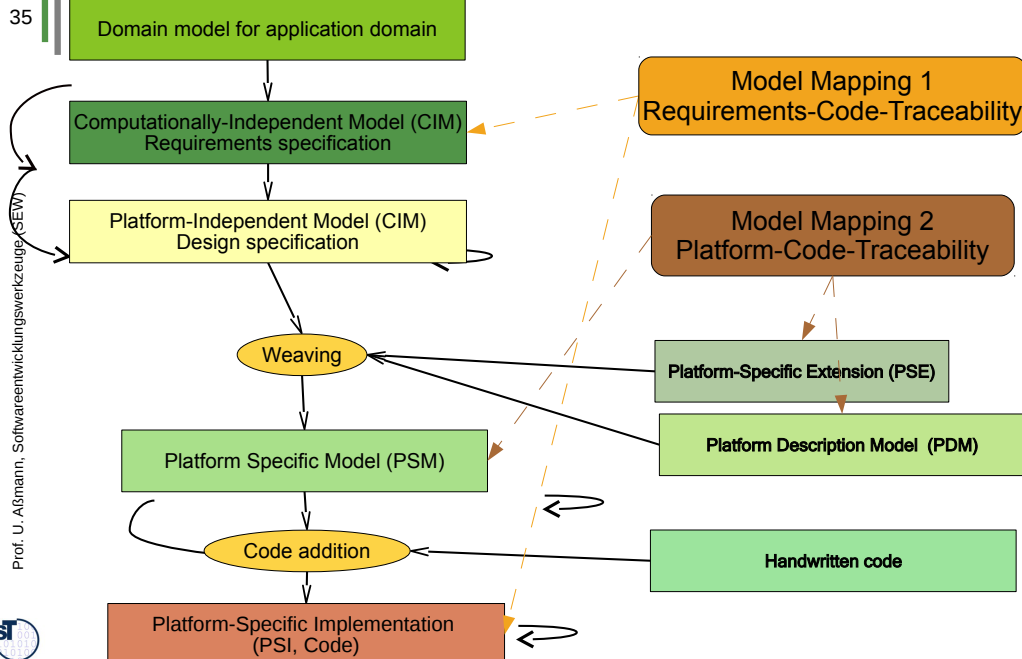 35
Domain model for application domain
Model Mapping 1
Requirements-Code-Traceability
Computationally-Independent Model (CIM)
Requirements specification
Platform-Independent Model (CIM)
Design specification
Model Mapping 2
Platform-Code-Traceability
Weaving
Platform-Specific Extension (PSE)
Platform Description Model (PDM)
Platform Specific Model (PSM)
Code addition
Handwritten code
Platform-Specific Implementation
(PSI, Code)
Prof. U. Aßmann, Softwareentwicklungswerkzeuge (SEW)